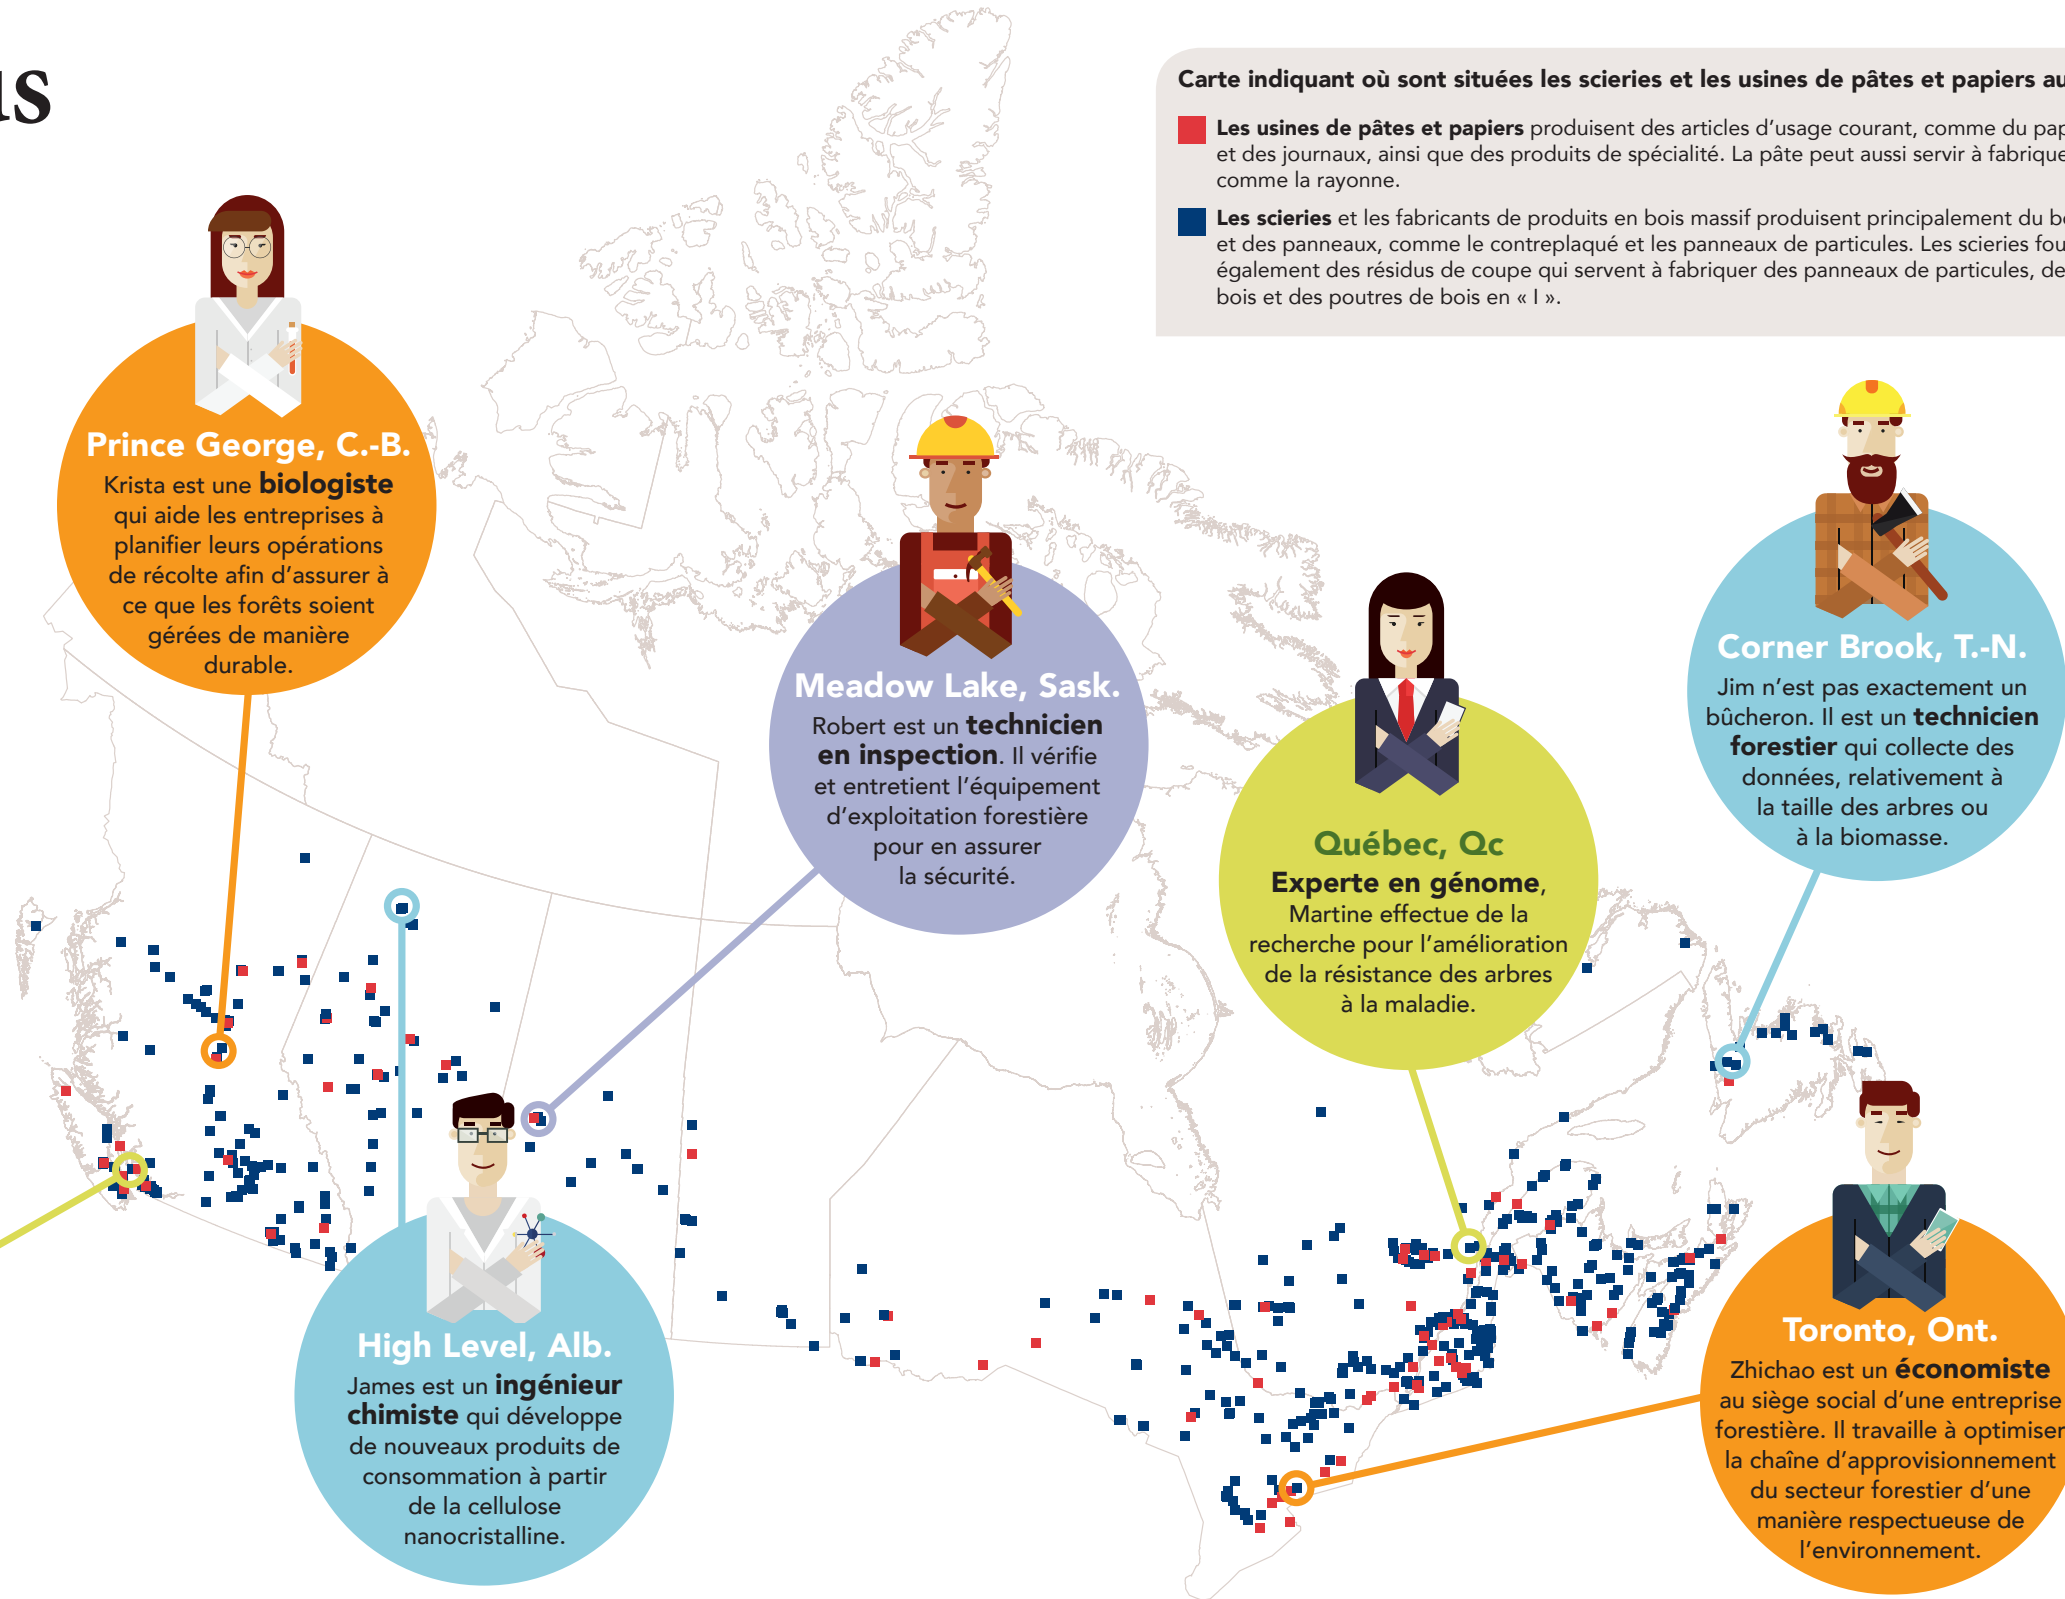 Carte indiquant où sont situées les scieries et les usines de pâtes et papiers
Les usines de pâtes et papiers produisent des articles d'usage courant, comme du
et des journaux, ainsi que des produits de spécialité. La pâte peut aussi servir à
comme la rayonne.
Les scieries et les fabricants de produits en bois massif produisent principalement du
et des panneaux, comme le contreplaqué et les panneaux de particules. Les scieries
également des résidus de coupe qui servent à fabriquer des panneaux de particules,
bois et des poutres de bois en « I ».
Prince George, C.-B.
Krista est une biologiste
qui aide les entreprises à
planifier leurs opérations
de récolte afin d'assurer à
ce que les forêts soient
gérées de manière
durable.
Meadow Lake, Sask.
Robert est un technicien
en inspection. Il vérifie
et entretient l'équipement
d'exploitation forestière
pour en assurer
la sécurité.
Québec, Qc
Experte en génome,
Martine effectue de la
recherche pour l'amélioration
de la résistance des arbres
à la maladie.
Corner Brook, T.-N.
Jim n'est pas exactement un
bûcheron. Il est un technicien
forestier qui collecte des
données, relativement à
la taille des arbres ou
à la biomasse.
High Level, Alb.
James est un ingénieur
chimiste qui développe
de nouveaux produits de
consommation à partir
de la cellulose
nanocristalline.
Toronto, Ont.
Zhichao est un économiste
au siège social d'une entreprise
forestière. Il travaille à optimiser
la chaîne d'approvisionnement
du secteur forestier d'une
manière respectueuse de
l'environnement.